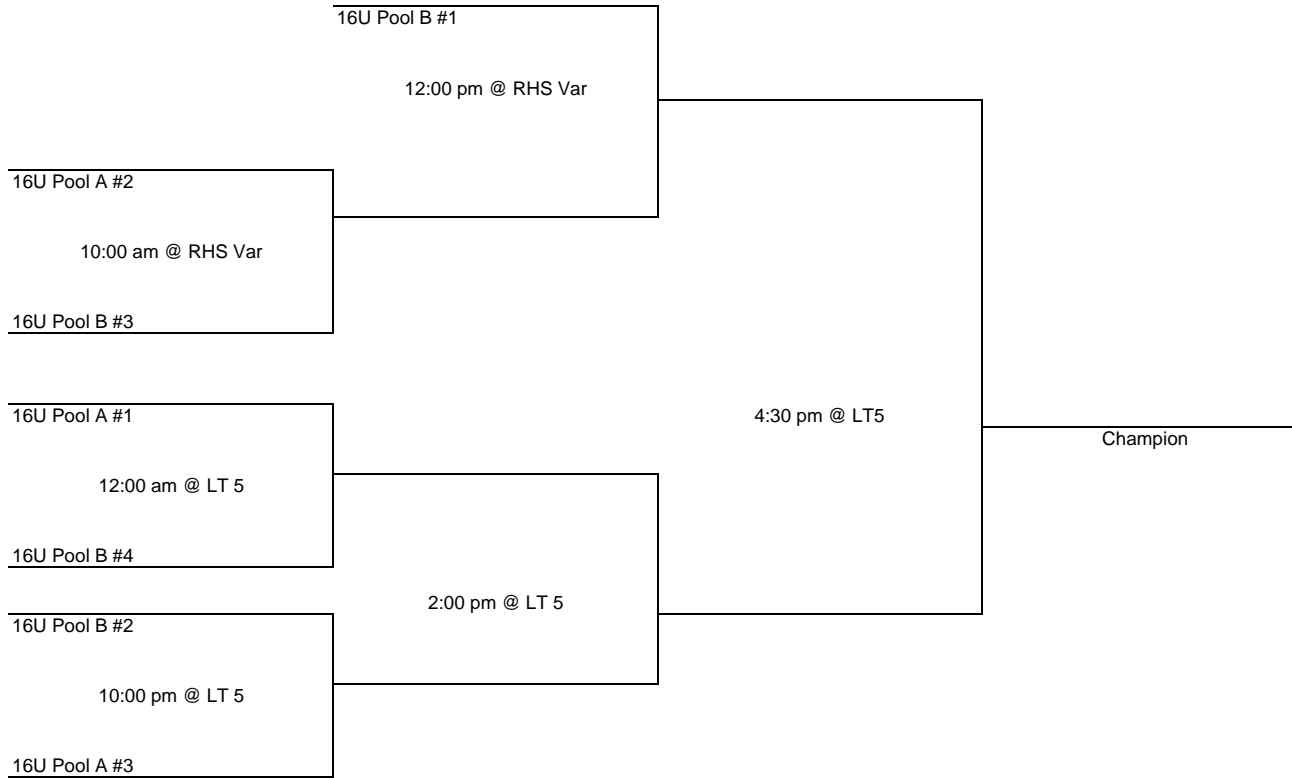 16U Pool B #1
12:00 pm @ RHS Var
16U Pool A #2
10:00 am @ RHS Var
16U Pool B #3
16U Pool A #1
12:00 am @ LT 5
16U Pool B #4
4:30 pm @ LT5
Champion
2:00 pm @ LT 5
16U Pool B #2
10:00 pm @ LT 5
16U Pool A #3